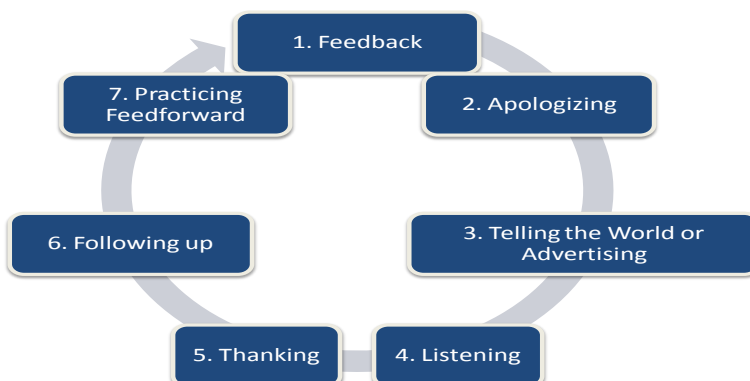 1. Feedback
2. Apologizing
3. Telling the World or
Advertising
4. Listening
5. Thanking
6. Following up
7. Practicing
Feedforward